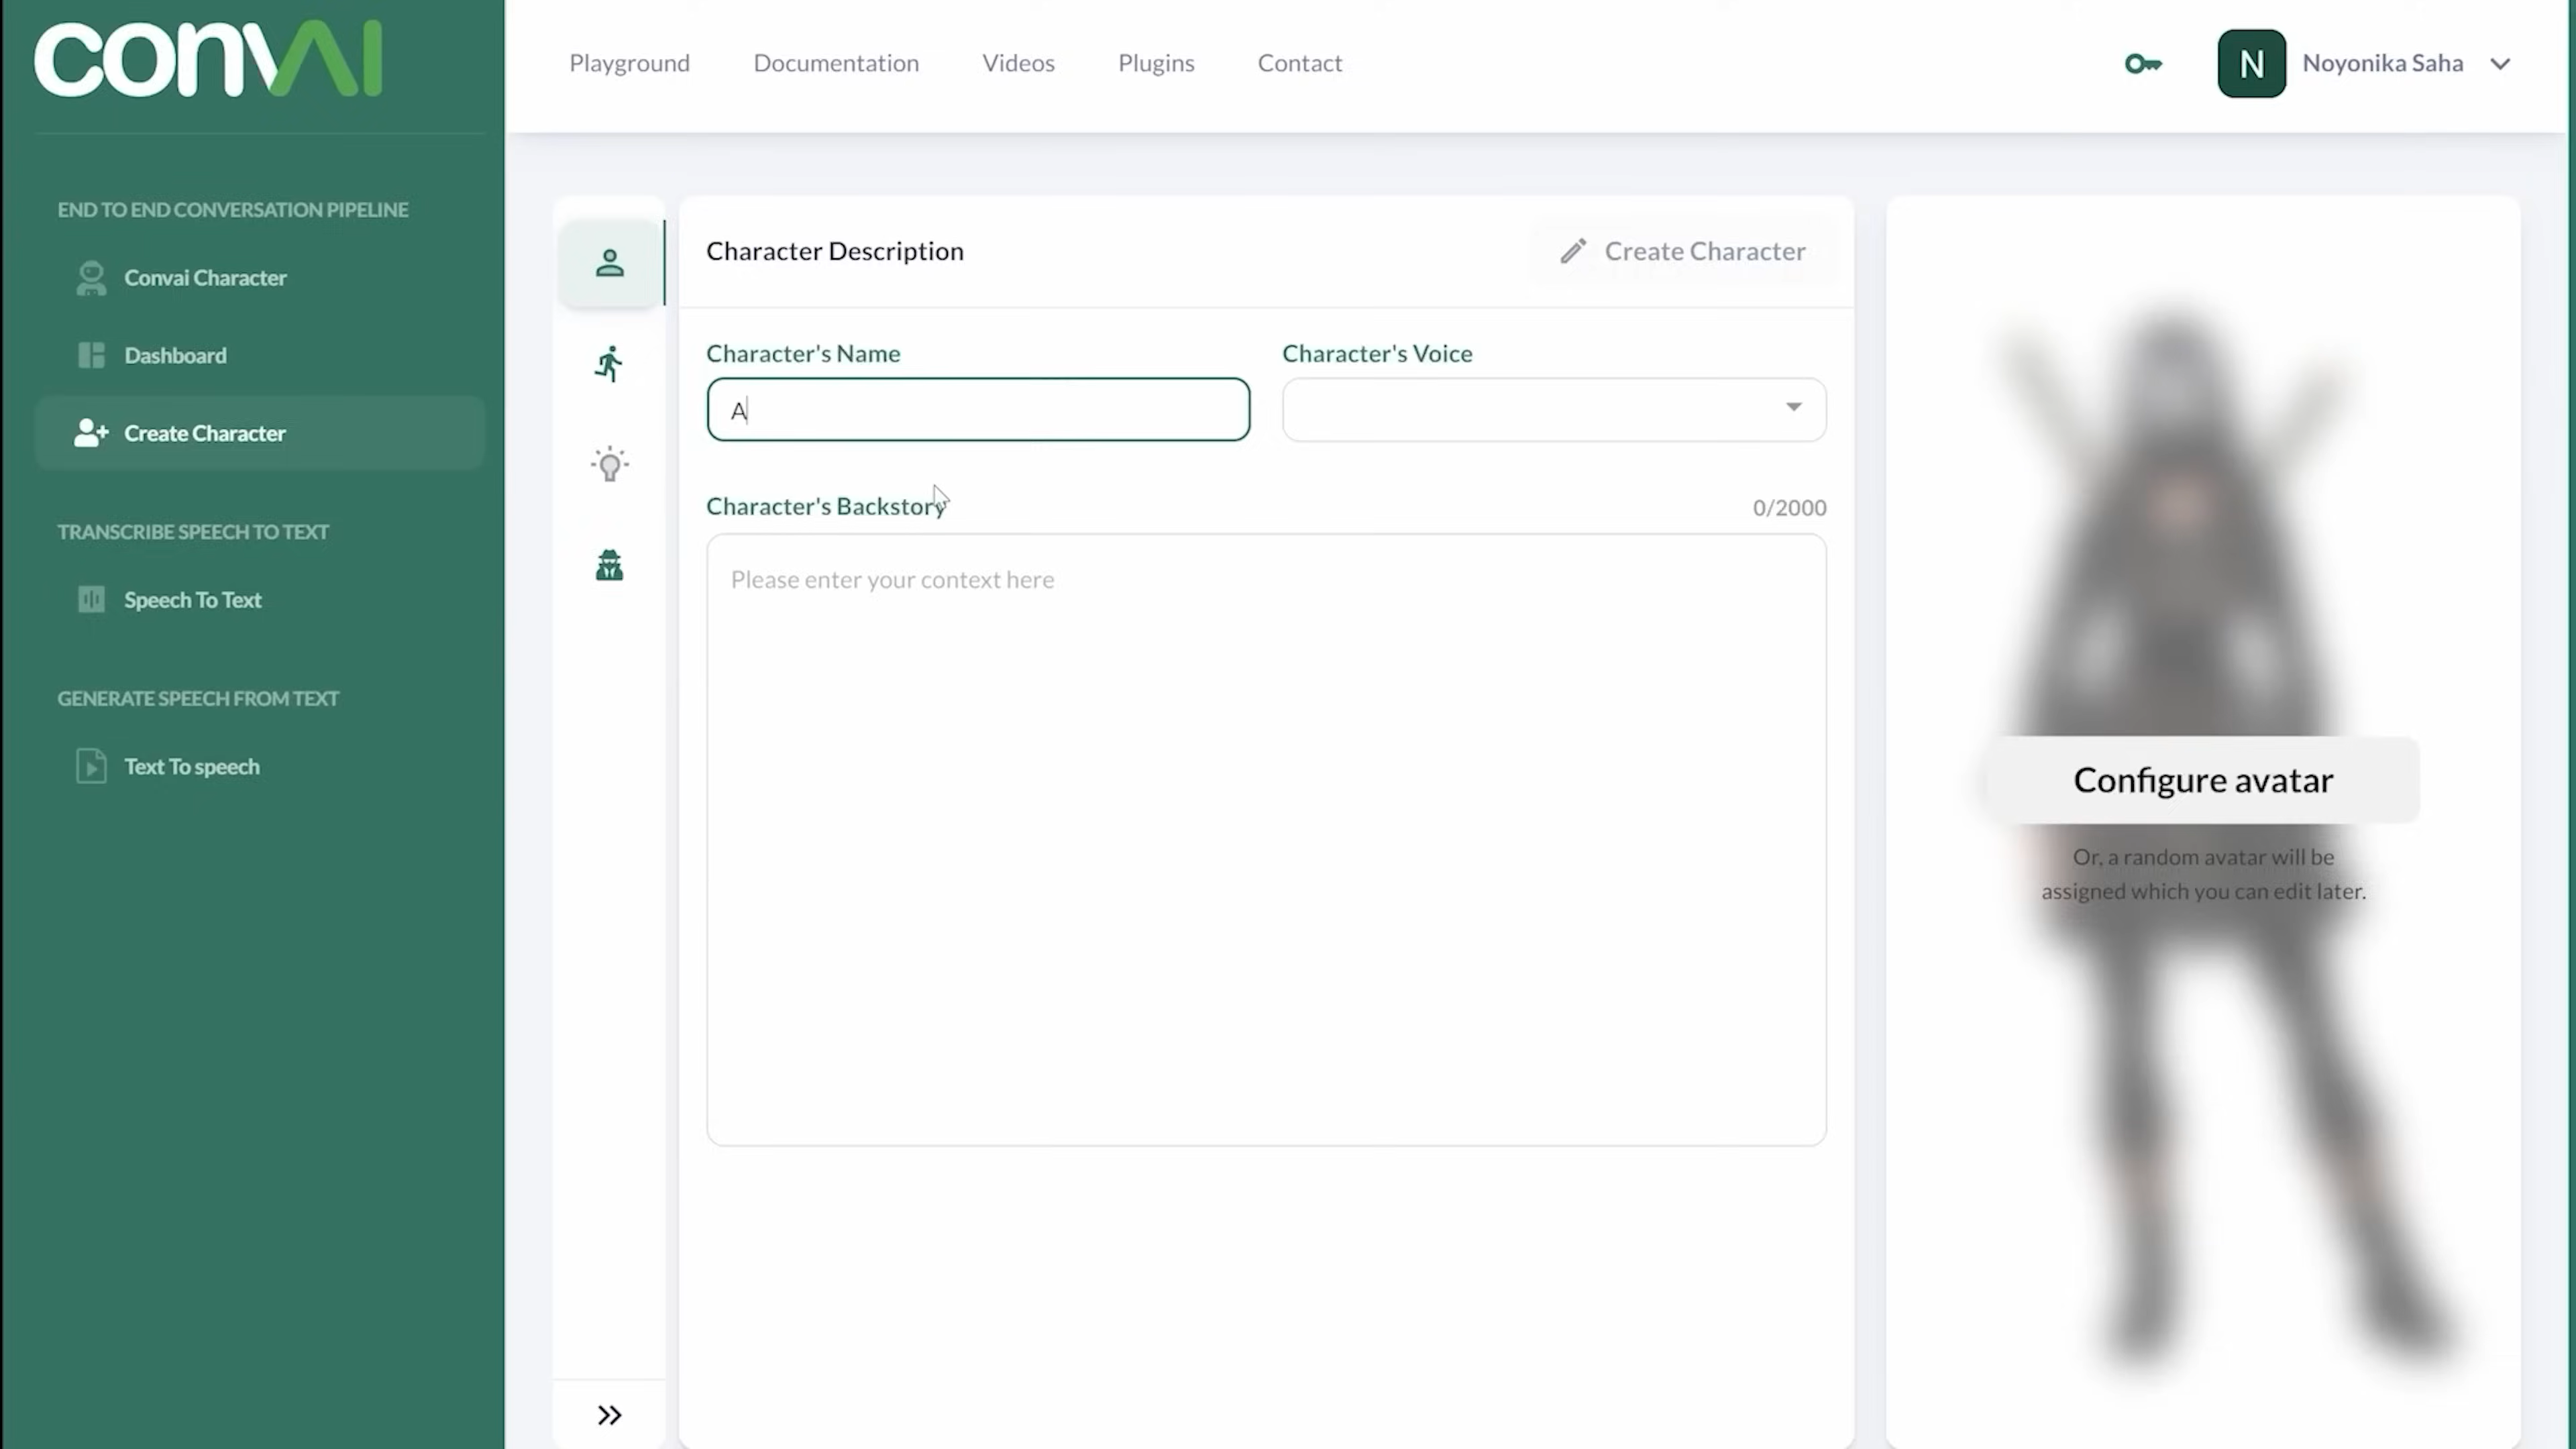 convAI
Playground
Documentation
Videos
Plugins
Contact
N
Noyonika Saha
END TO END CONVERSATION PIPELINE
Convai Character
Dashboard
Create Character
TRANSCRIBE SPEECH TO TEXT
Speech To Text
GENERATE SPEECH FROM TEXT
Text To speech
Character Description
Create Character
Character's Name
Character's Voice
A
Character's Backstory
0/2000
Please enter your context here
Configure avatar
Or, a random avatar will be
assigned which you can edit later.